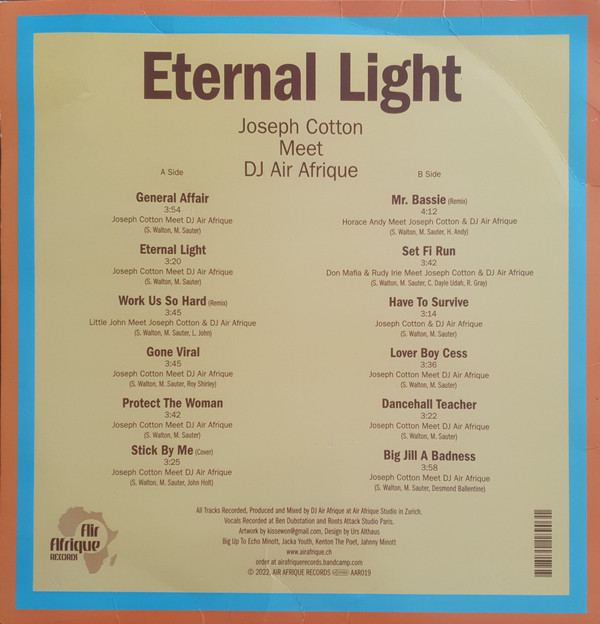 Eternal Light
Joseph Cotton
Meet
DJ Air Afrique
A Side
General Affair
3:54
Joseph Cotton Meet DJ Air Afrique
(S. Walton, M. Sauter)
Eternal Light
3:20
Joseph Cotton Meet DJ Air Afrique
(S. Walton, M. Sauter)
Work Us So Hard (Remix)
3:45
Little John Meet Joseph Cotton & DJ Air Afrique
(S. Walton, M. Sauter, L. John)
Gone Viral
3:45
Joseph Cotton Meet DJ Air Afrique
(S. Walton, M. Sauter, Roy Shirley)
Protect The Woman
3:42
Joseph Cotton Meet DJ Air Afrique
(S. Walton, M. Sauter)
Stick By Me (Cover)
3:25
Joseph Cotton Meet DJ Air Afrique
(S. Walton, M. Sauter, John Holt)
B Side
Mr. Bassie (Remix)
4:12
Horace Andy Meet Joseph Cotton & DJ Air Afrique
(S. Walton, M. Sauter, H. Andy)
Set Fi Run
3:42
Don Mafia & Rudy Irie Meet Joseph Cotton & DJ Air Afrique
(S. Walton, M. Sauter, C. Dayle Udah, R. Gray)
Have To Survive
3:14
Joseph Cotton & DJ Air Afrique
(S. Walton, M. Sauter)
Lover Boy Cess
3:36
Joseph Cotton Meet DJ Air Afrique
(S. Walton, M. Sauter)
Dancehall Teacher
3:22
Joseph Cotton Meet DJ Air Afrique
(S. Walton, M. Sauter)
Big Jill A Badness
3:58
Joseph Cotton Meet DJ Air Afrique
(S. Walton, M. Sauter, Desmond Ballentine)
Air
Afrique
RECORDS
All Tracks Recorded, Produced and Mixed by DJ Air Afrique at Air Afrique Studio in Zurich.
Vocals Recorded at Ben Dubstation and Roots Attack Studio Paris.
Artwork by kissewon@gmail.com, Design by Urs Althaus
Big Up To Echo Minott, Jacka Youth, Kenton The Poet, Jahnny Minott
www.airafrique.ch
order at airafriquerecords.bandcamp.com
© 2022, AIR AFRIQUE RECORDS AAR019